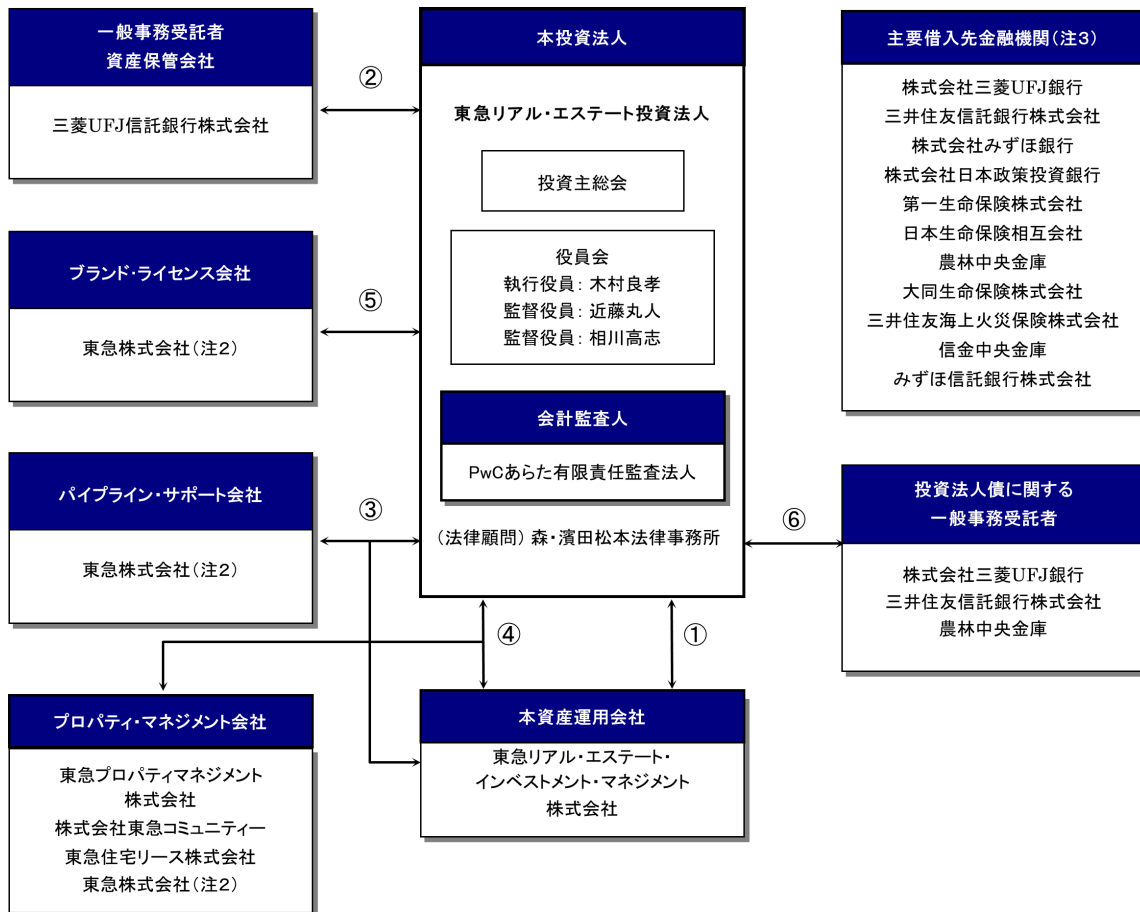 一般事務受託者
資産保管会社
三菱UFJ信託銀行株式会社
②
ブランド・ライセンス会社
東急株式会社(注2)
⑤
パイプライン・サポート会社
東急株式会社(注2)
③
プロパティ・マネジメント会社
東急プロパティマネジメント
株式会社
株式会社東急コミュニティー
東急住宅リース株式会社
東急株式会社(注2)
本投資法人
東急リアル・エステート投資法人
投資主総会
役員会
執行役員: 木村良孝
監督役員: 近藤丸人
監督役員: 相川高志
会計監査人
PwCあらた有限責任監査法人
(法律顧問) 森・濱田松本法律事務所
④
①
本資産運用会社
東急リアル・エステート・
インベストメント・マネジメント
株式会社
主要借入先金融機関(注3)
株式会社三菱UFJ銀行
三井住友信託銀行株式会社
株式会社みずほ銀行
株式会社日本政策投資銀行
第一生命保険株式会社
日本生命保険相互会社
農林中央金庫
大同生命保険株式会社
三井住友海上火災保険株式会社
信金中央金庫
みずほ信託銀行株式会社
⑥
投資法人債に関する
一般事務受託者
株式会社三菱UFJ銀行
三井住友信託銀行株式会社
農林中央金庫